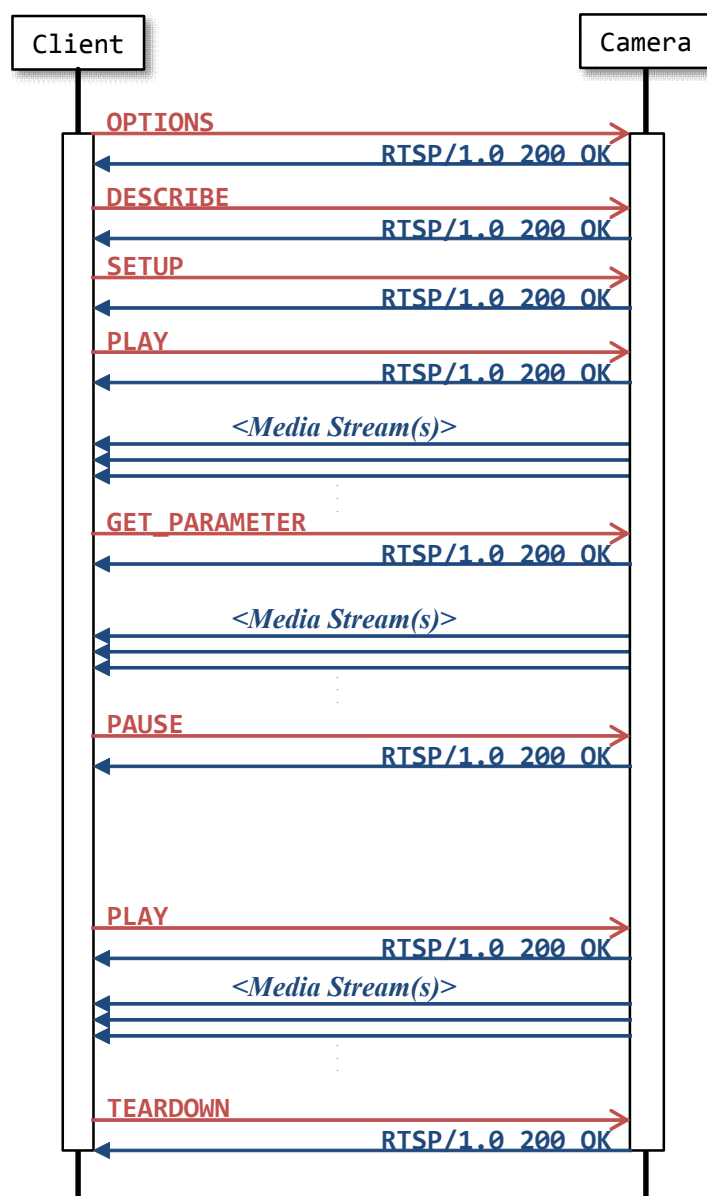 Client
Camera
OPTIONS
RTSP/1.0 200 OK
DESCRIBE
RTSP/1.0 200 OK
SETUP
RTSP/1.0 200 OK
PLAY
RTSP/1.0 200 OK
<Media Stream(s)>
GET_PARAMETER
RTSP/1.0 200 OK
<Media Stream(s)>
PAUSE
RTSP/1.0 200 OK
PLAY
RTSP/1.0 200 OK
<Media Stream(s)>
TEARDOWN
RTSP/1.0 200 OK